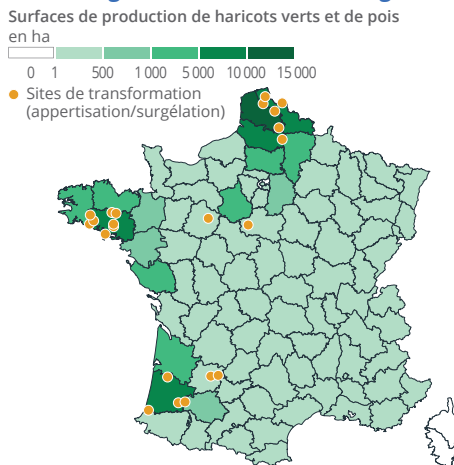 Surfaces de production de haricots verts et de pois
en ha
0 1 500 1 000 5 000 10 000 15 000
Sites de transformation
(appertisation/surgélation)